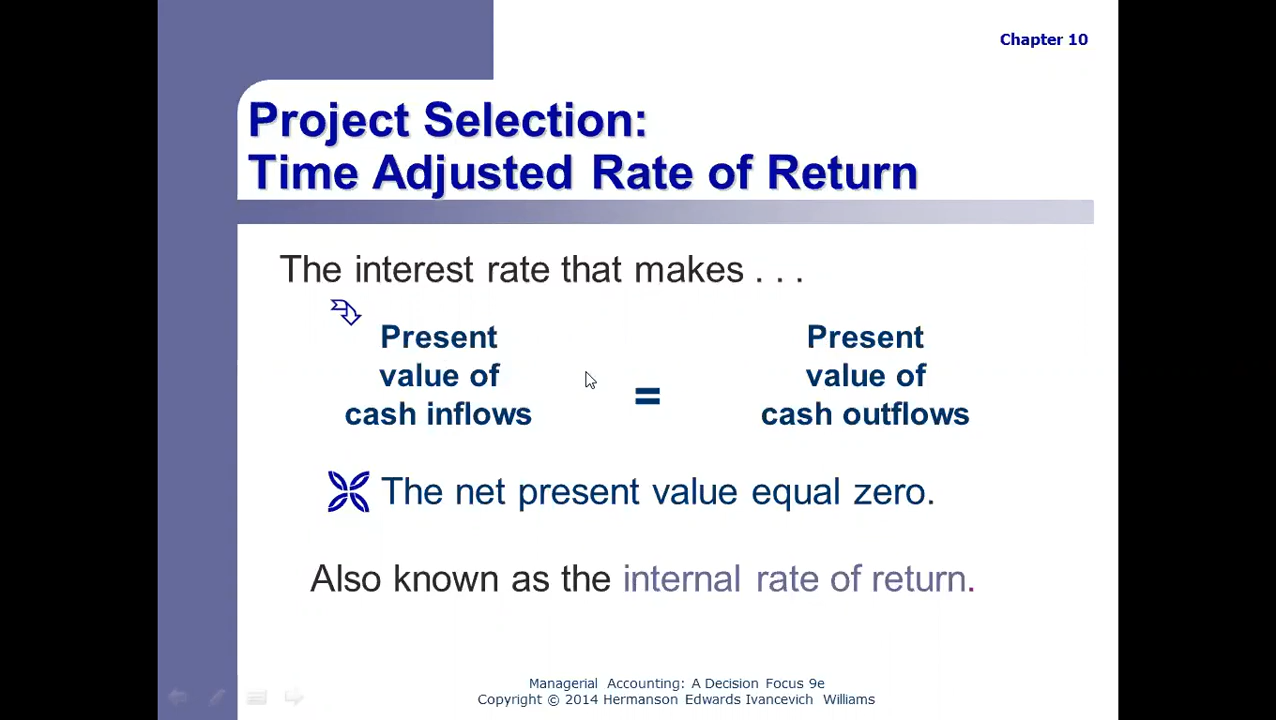 Chapter 10
Project Selection:
Time Adjusted Rate of Return
The interest rate that makes . . .
Present
value of
cash inflows
=
Present
value of
cash outflows
The net present value equal zero.
Also known as the internal rate of return.
Managerial Accounting: A Decision Focus 9e
Copyright © 2014 Hermanson Edwards Ivancevich Williams